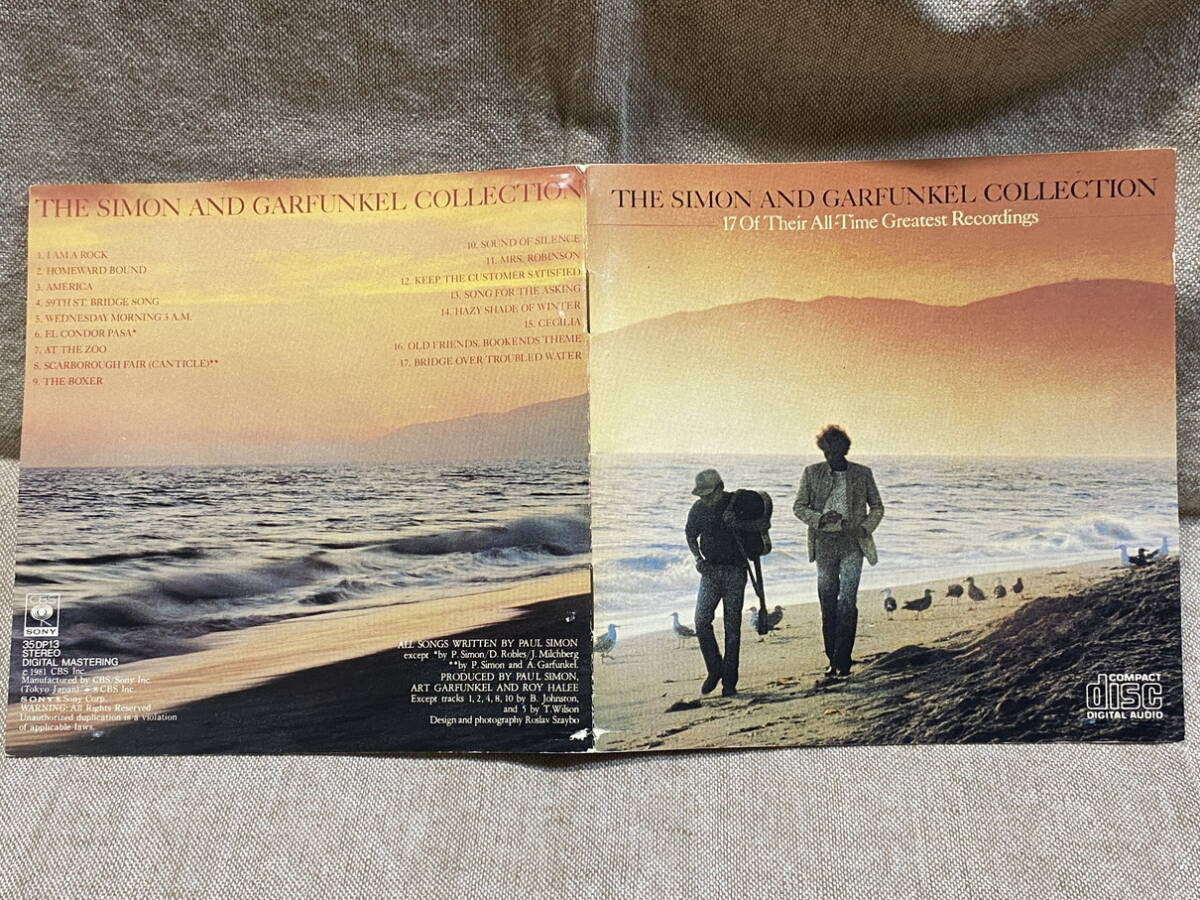 THE SIMON AND GARFUNKEL COLLECTION
1. I AM A ROCK
2. HOMEWARD BOUND
3. AMERICA
4. 59TH ST. BRIDGE SONG
5. WEDNESDAY MORNING 3 A.M.
6. EL CONDOR PASA*
7. AT THE ZOO
8. SCARBOROUGH FAIR (CANTICLE)**
9. THE BOXER
10. SOUND OF SILENCE
11. MRS. ROBINSON
12. KEEP THE CUSTOMER SATISFIED
13. SONG FOR THE ASKING
14. HAZY SHADE OF WINTER
15. CECILIA
16. OLD FRIENDS, BOOKENDS THEME
17. BRIDGE OVER TROUBLED WATER
CBS
SONY
35DP13
STEREO
DIGITAL MASTERING
© 1981 CBS Inc.
Manufactured by CBS/Sony Inc.
(Tokyo Japan) ® CBS Inc.
SONY ® Sony Corp.
WARNING: All Rights Reserved
Unauthorized duplication is a violation
of applicable laws.
ALL SONGS WRITTEN BY PAUL SIMON
except *by P. Simon/D. Robles/J. Milchberg
**by P. Simon and A. Garfunkel.
PRODUCED BY PAUL SIMON,
ART GARFUNKEL AND ROY HALEE
Except tracks 1, 2, 4, 8, 10 by B. Johnston,
and 5 by T. Wilson
Design and photography Roslav Szaybo
THE SIMON AND GARFUNKEL COLLECTION
17 Of Their All-Time Greatest Recordings
COMPACT
disc
DIGITAL AUDIO